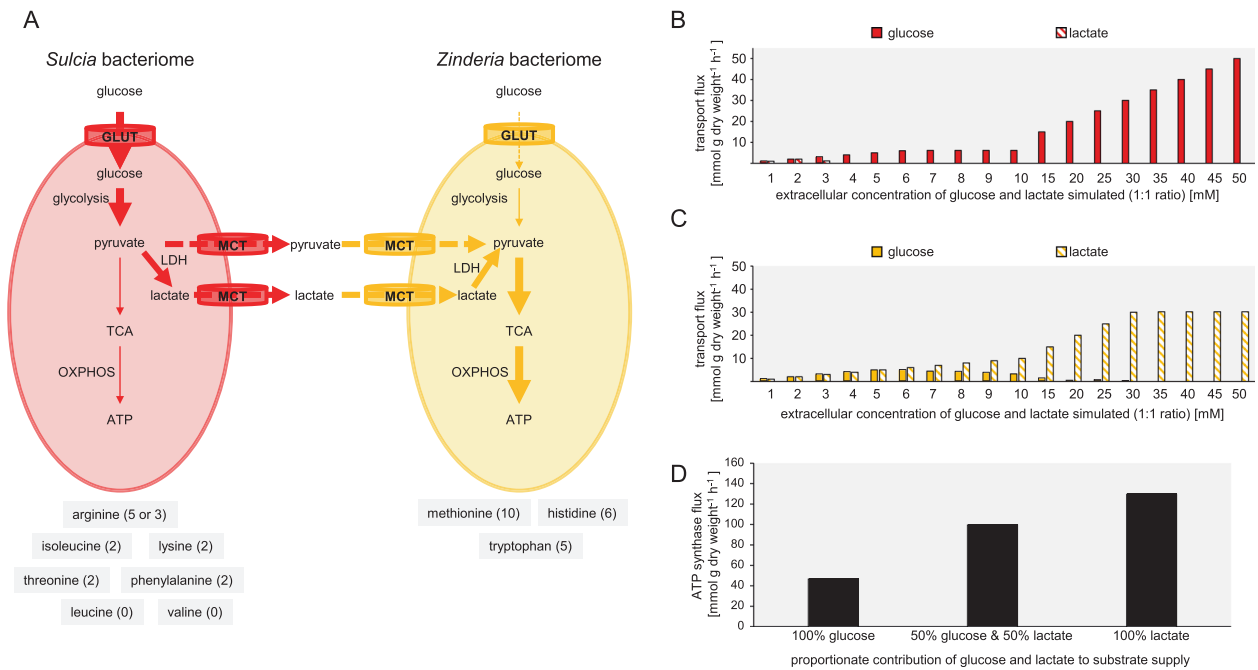 A
Sulcia bacteriome
Zinderia bacteriome
glucose
glucose
GLUT
GLUT
glucose
glucose
glycolysis
glycolysis
pyruvate
MCT
pyruvate
MCT
pyruvate
LDH
LDH
lactate
MCT
lactate
MCT
lactate
TCA
TCA
OXPHOS
OXPHOS
ATP
ATP
arginine (5 or 3)
isoleucine (2)
lysine (2)
threonine (2)
phenylalanine (2)
leucine (0)
valine (0)
methionine (10)
histidine (6)
tryptophan (5)
B
glucose
lactate
transport flux
[mmol g dry weight-1 h-1 ]
50
40
30
20
10
1 2 3 4 5 6 7 8 9 10 15 20 25 30 35 40 45 50
extracellular concentration of glucose and lactate simulated (1:1 ratio) [mM]
C
glucose
lactate
transport flux
[mmol g dry weight-1 h-1 ]
50
40
30
20
10
1 2 3 4 5 6 7 8 9 10 15 20 25 30 35 40 45 50
extracellular concentration of glucose and lactate simulated (1:1 ratio) [mM]
D
ATP synthase flux
[mmol g dry weight-1 h-1 ]
160
140
120
100
80
60
40
20
0
100% glucose
50% glucose & 50% lactate
100% lactate
proportionate contribution of glucose and lactate to substrate supply